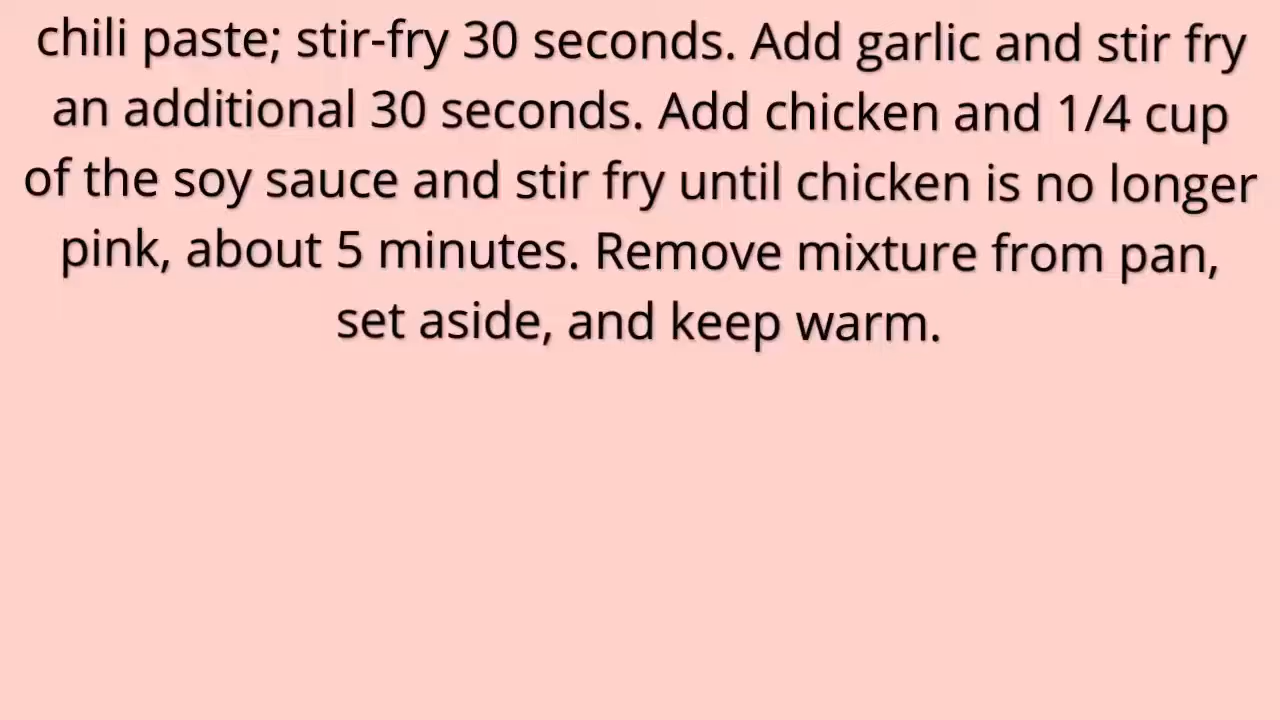 chili paste; stir-fry 30 seconds. Add garlic and stir fry
an additional 30 seconds. Add chicken and 1/4 cup
of the soy sauce and stir fry until chicken is no longer
pink, about 5 minutes. Remove mixture from pan,
set aside, and keep warm.